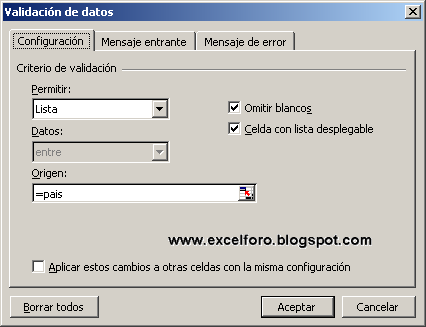 Validación de datos
Configuración
Mensaje entrante
Mensaje de error
Criterio de validación
Permitir:
Lista
Omitir blancos
Datos:
Celda con lista desplegable
entre
Origen:
=pais
www.excelforo.blogspot.com
Aplicar estos cambios a otras celdas con la misma configuración
Borrar todos
Aceptar
Cancelar